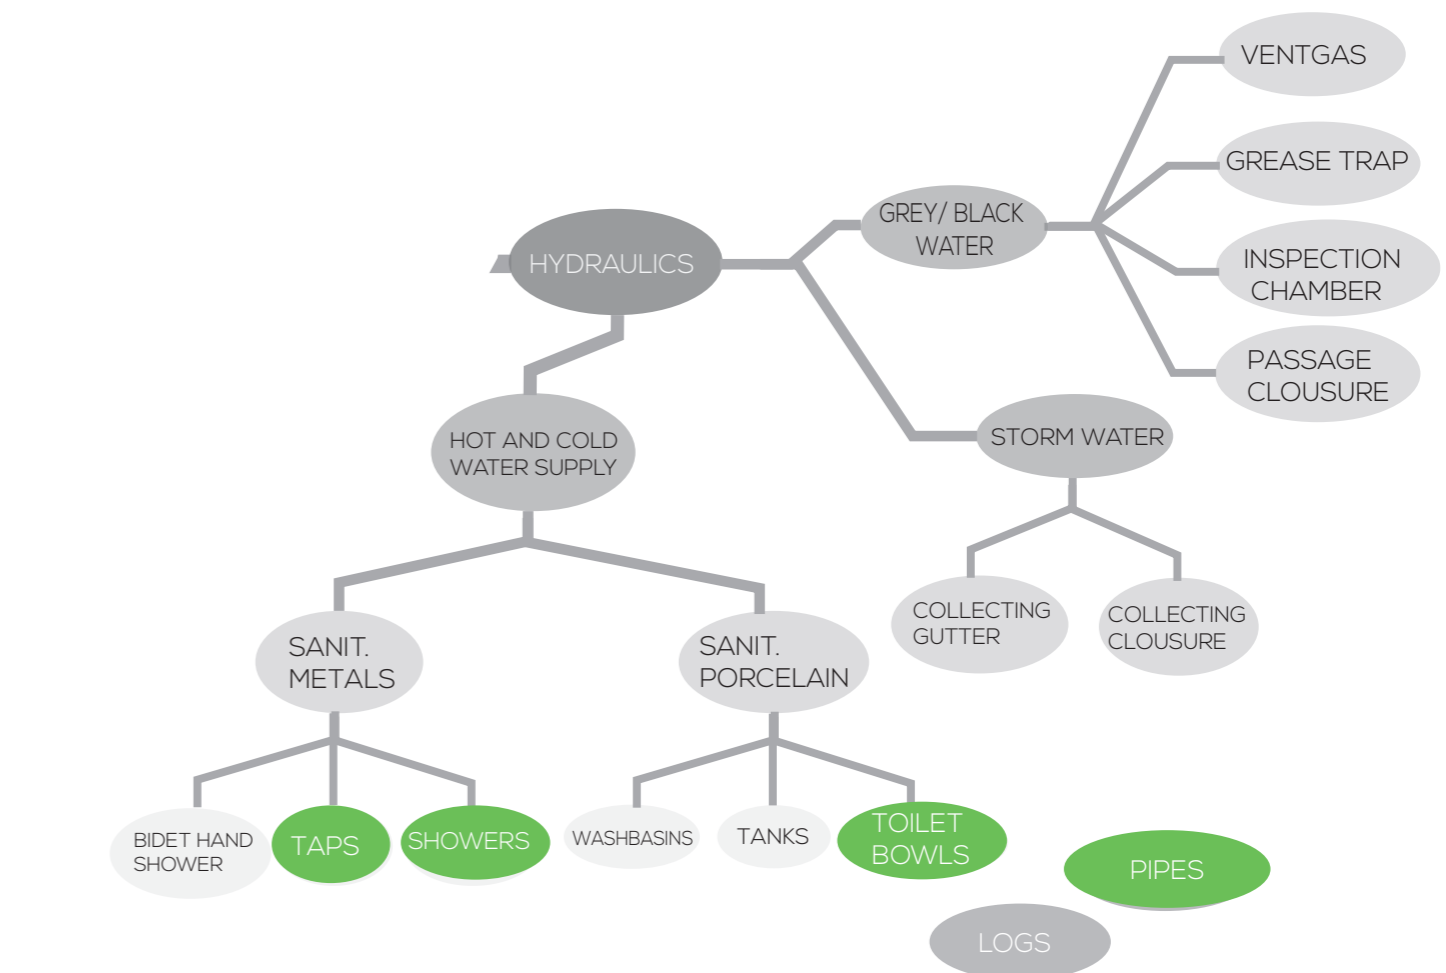 VENTGAS
GREASE TRAP
GREY/ BLACK
WATER
HYDRAULICS
INSPECTION
CHAMBER
PASSAGE
CLOUSURE
HOT AND COLD
WATER SUPPLY
STORM WATER
COLLECTING
GUTTER
COLLECTING
CLOUSURE
SANIT.
METALS
SANIT.
PORCELAIN
BIDET HAND
SHOWER
TAPS
SHOWERS
WASHBASINS
TANKS
TOILET
BOWLS
PIPES
LOGS